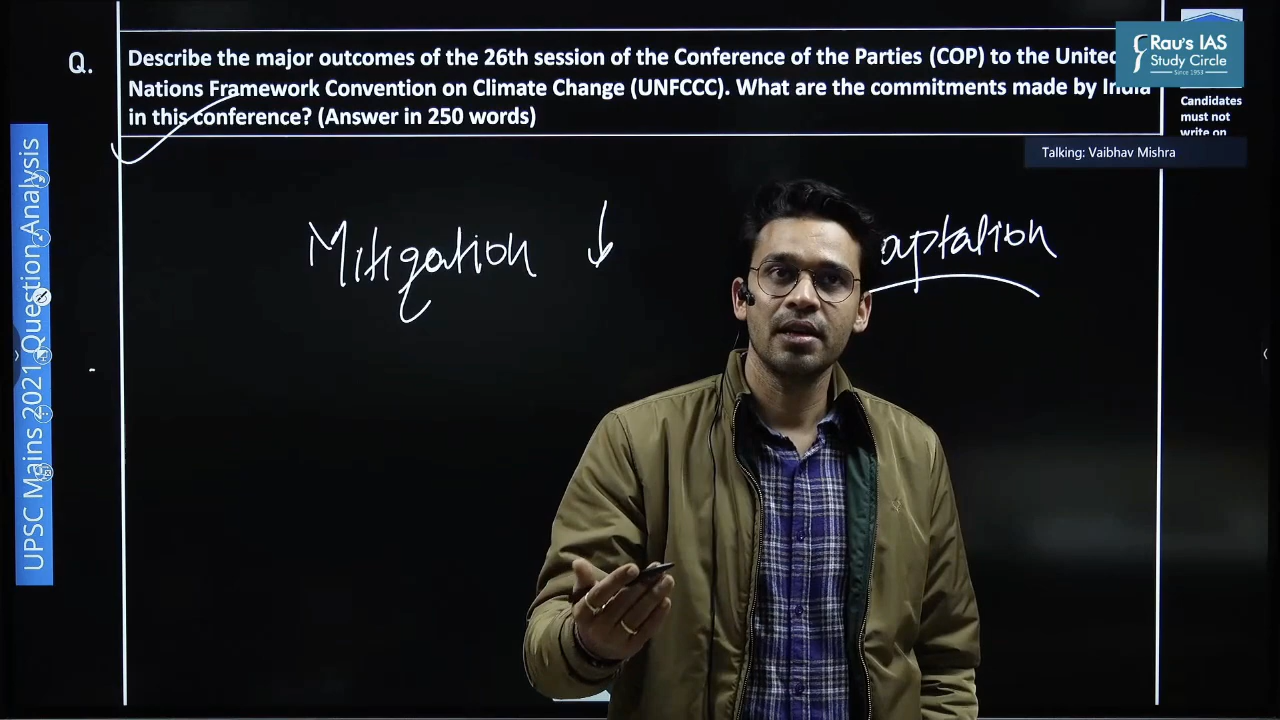 Q.
Describe the major outcomes of the 26th session of the Conference of the Parties (COP) to the United
Nations Framework Convention on Climate Change (UNFCCC). What are the commitments made by India
in this conference? (Answer in 250 words)
Rau's IAS
Study Circle
Since 1953
Candidates
must not
write on
Talking: Vaibhav Mishra
UPSC Mains 2021 Question Analysis
Mitigation ↓
aptation